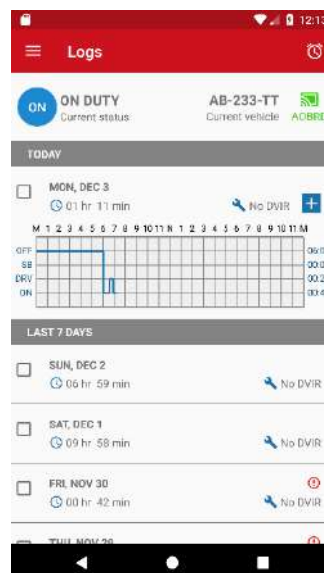 12:13
Logs
ON ON DUTY AB-233-TT
Current status Current vehicle AOBRD
TODAY
MON, DEC 3
01 hr 11 min No DVIR
M 1 2 3 4 5 6 7 8 9 10 11 N 1 2 3 4 5 6 7 8 9 10 11 M
OFF
SB
DRV
ON
LAST 7 DAYS
SUN, DEC 2
06 hr 59 min No DVIR
SAT, DEC 1
09 hr 58 min No DVIR
FRI, NOV 30
00 hr 42 min No DVIR
THU, NOV 29